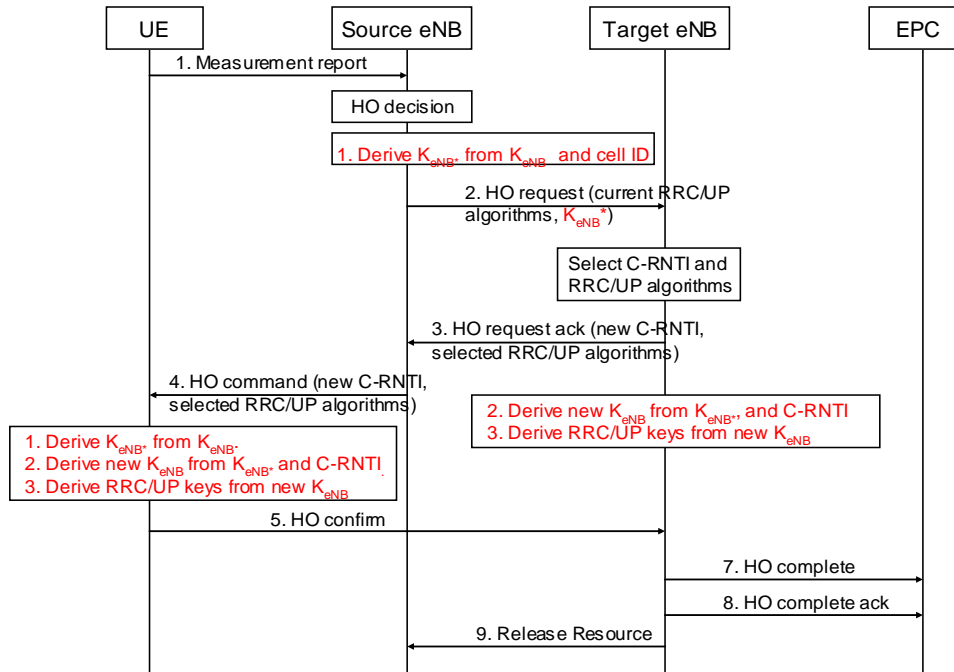 UE
Source eNB
Target eNB
EPC
1. Measurement report
HO decision
1. Derive KeNB* from KeNB and cell ID
2. HO request (current RRC/UP
algorithms, KeNB*)
Select C-RNTI and
RRC/UP algorithms
3. HO request ack (new C-RNTI,
selected RRC/UP algorithms)
4. HO command (new C-RNTI,
selected RRC/UP algorithms)
2. Derive new KeNB from KeNB*, and C-RNTI
3. Derive RRC/UP keys from new KeNB
1. Derive KeNB* from KeNB.
2. Derive new KeNB from KeNB* and C-RNTI.
3. Derive RRC/UP keys from new KeNB
5. HO confirm
7. HO complete
8. HO complete ack
9. Release Resource